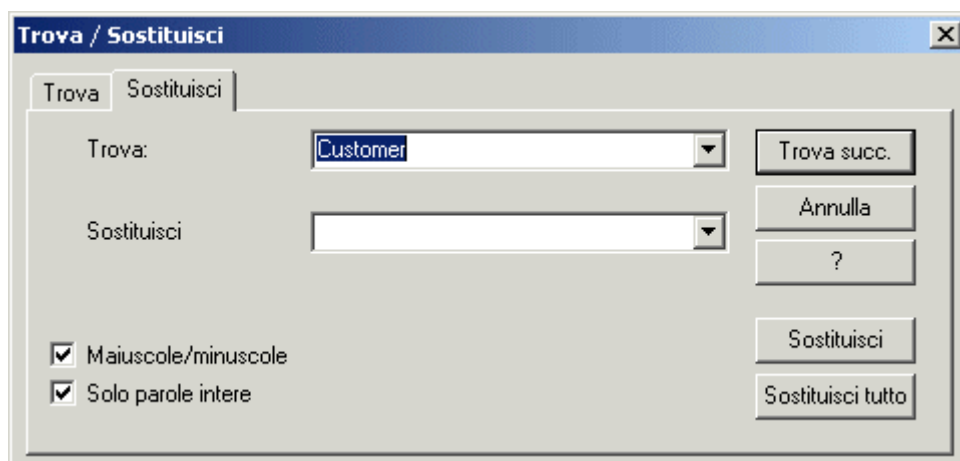 Trova / Sostituisci
Trova Sostituisci
Trova: Customer Trova succ.
Annulla
Sostituisci
?
Maiuscole/minuscole Sostituisci
Solo parole intere Sostituisci tutto